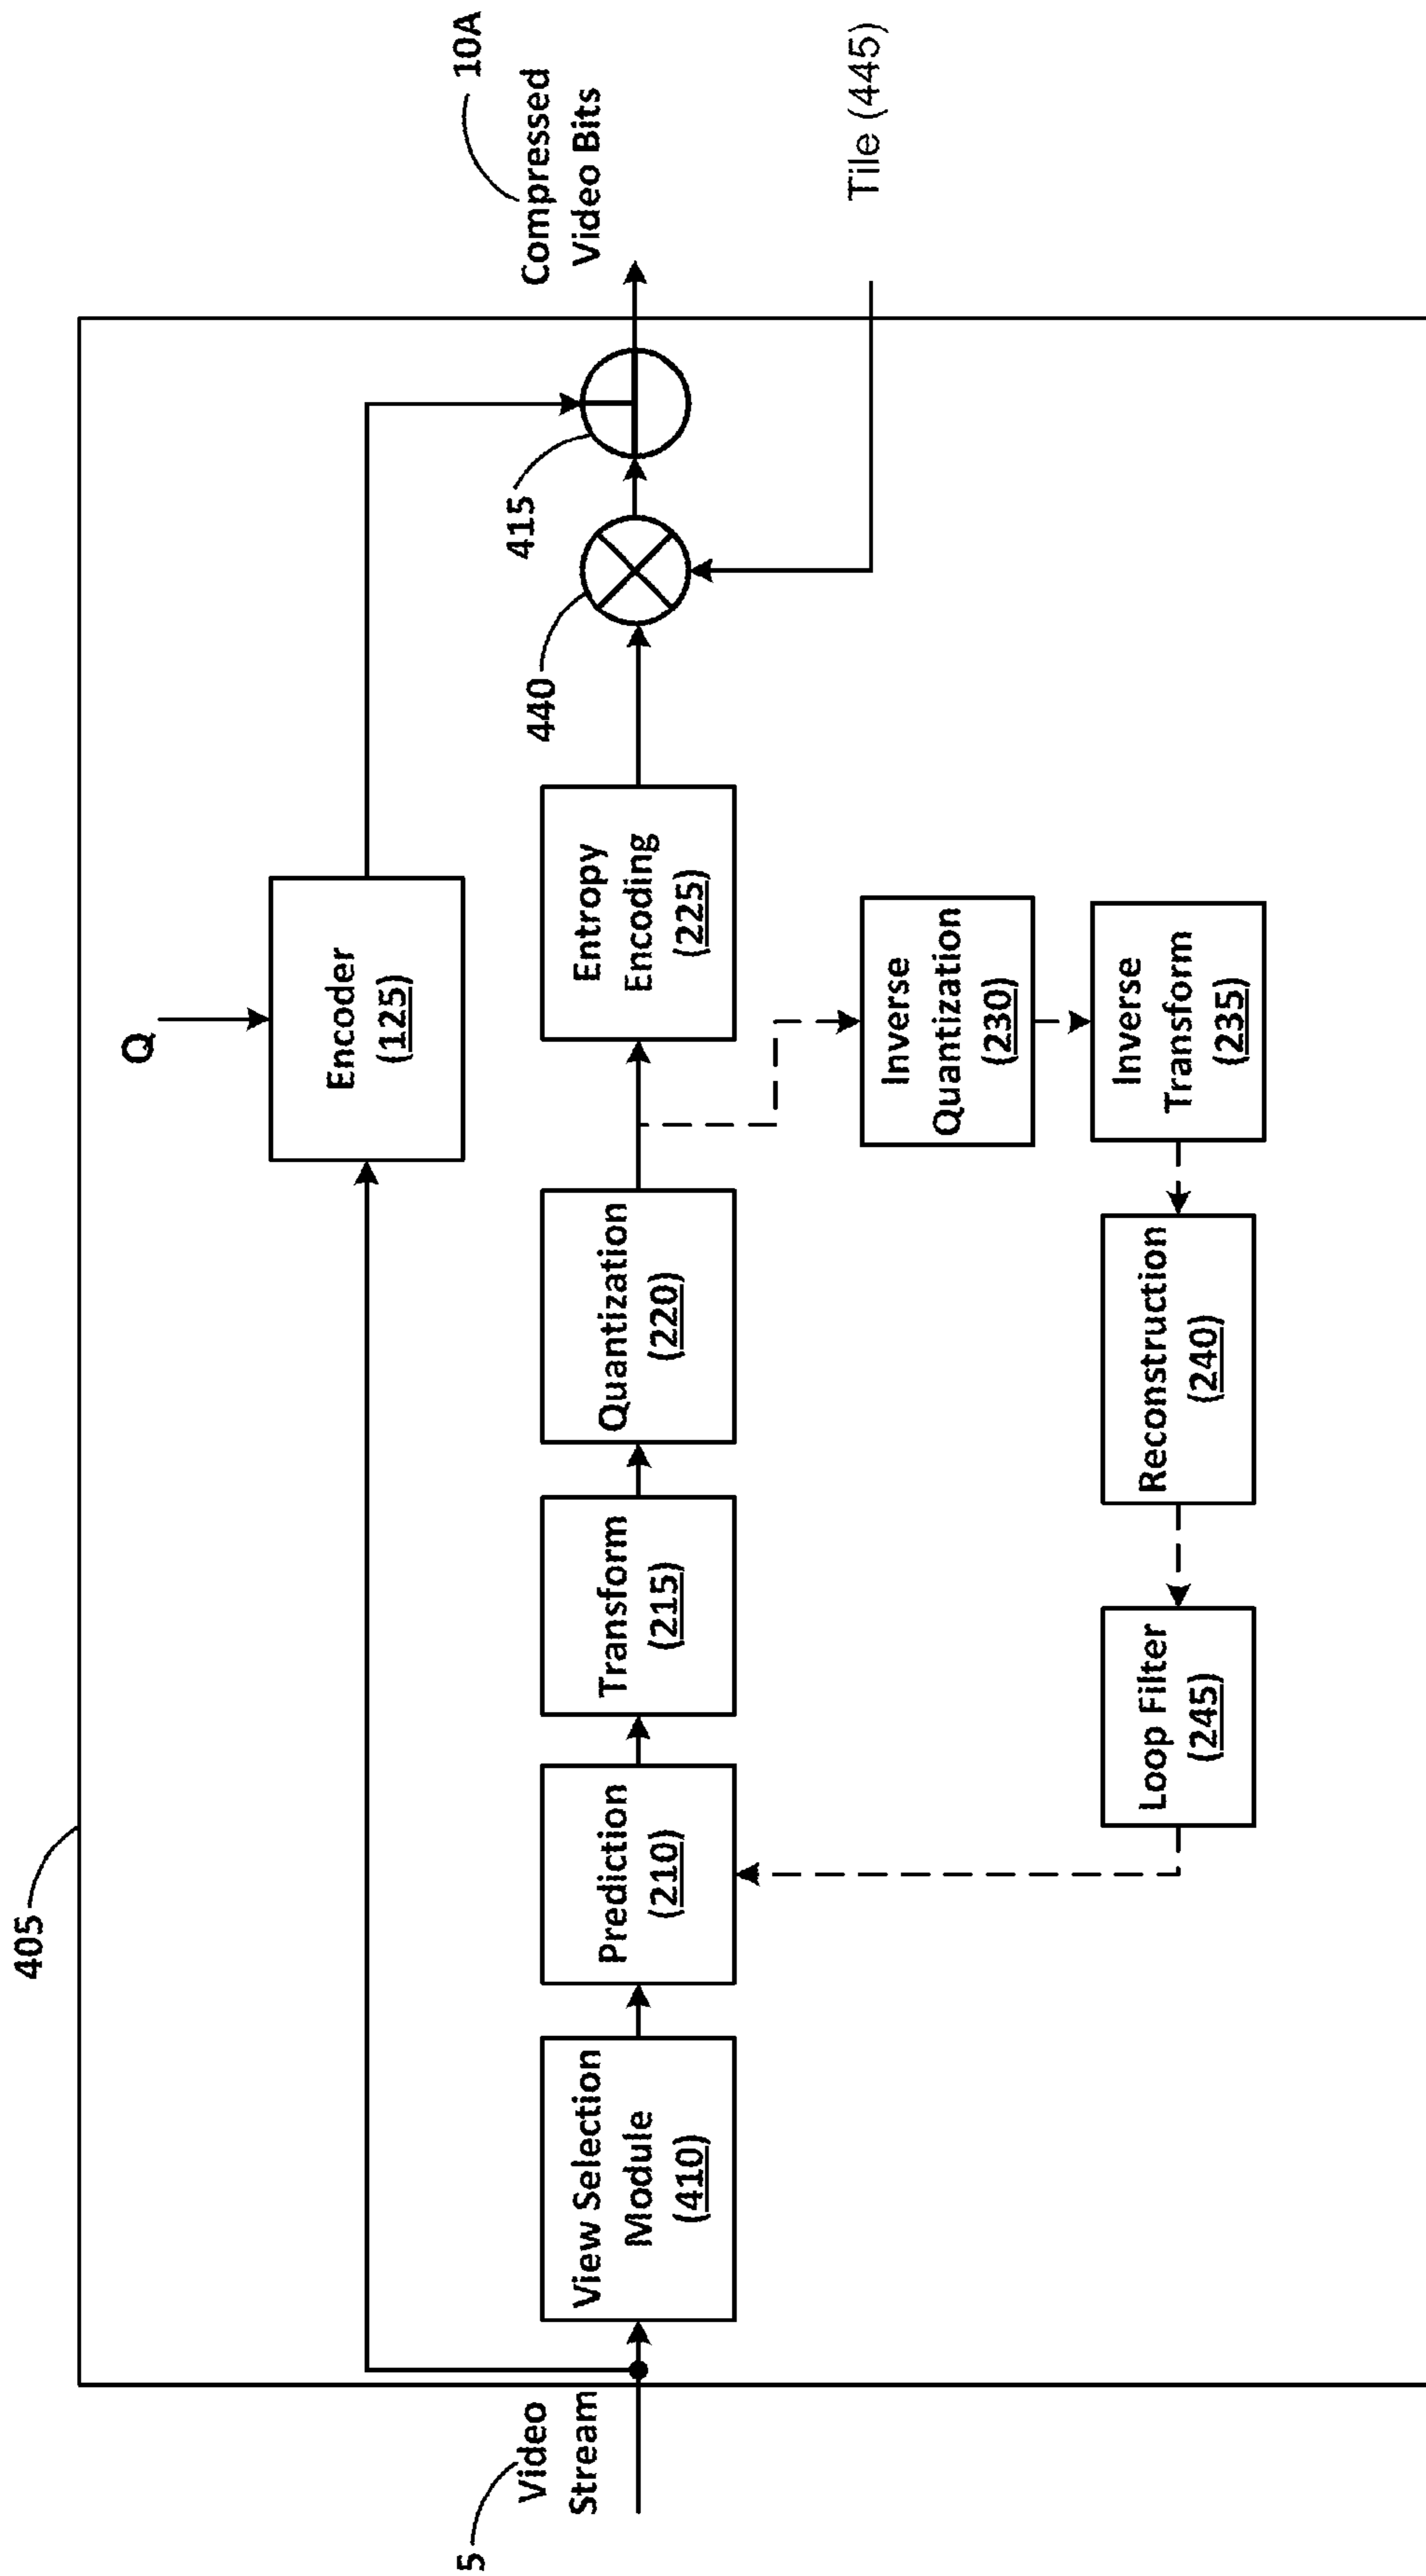 405
Q
Encoder
(125)
10A
Compressed
Video Bits
5
Video
Stream
View Selection
Module
(410)
Prediction
(210)
Transform
(215)
Quantization
(220)
Entropy
Encoding
(225)
440
415
Tile (445)
Inverse
Quantization
(230)
Inverse
Transform
(235)
Reconstruction
(240)
Loop Filter
(245)